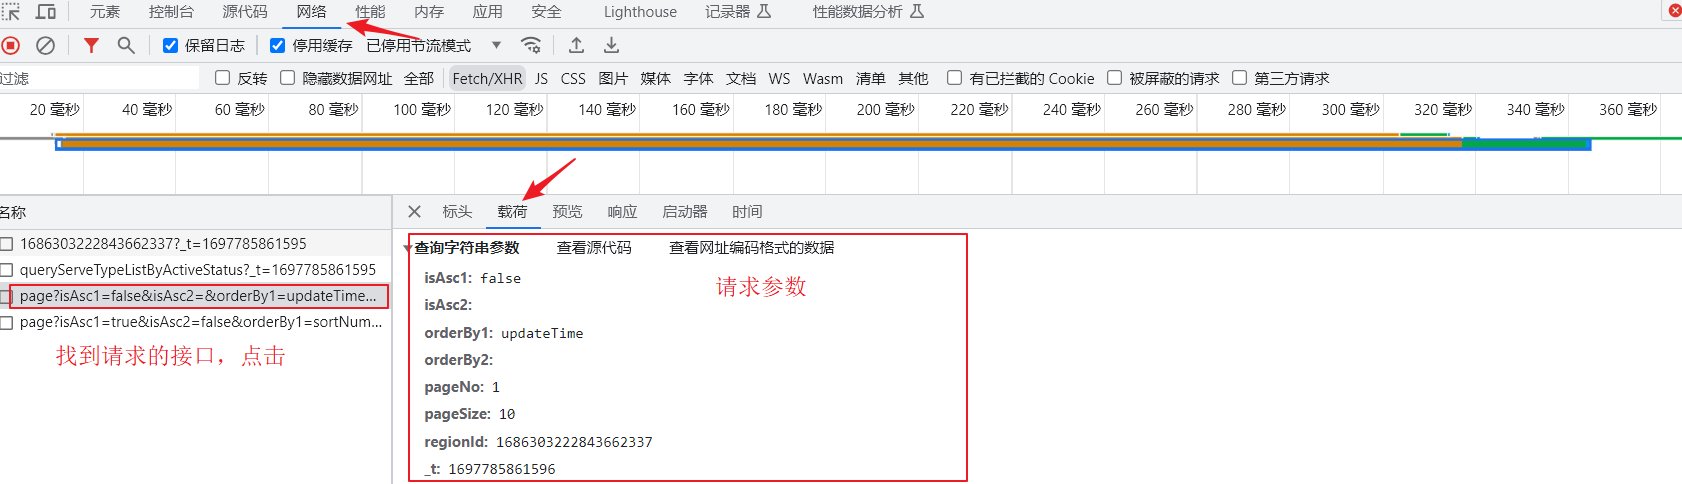 元素 控制台 源代码 网络 性能 内存 应用 安全 Lighthouse 记录器 性能数据分析
保留日志 停用缓存 已停用节流模式
过滤 反转 隐藏数据网址 全部 Fetch/XHR JS CSS 图片 媒体 字体 文档 WS Wasm 清单 其他 有已拦截的 Cookie 被屏蔽的请求 第三方请求
20 毫秒 40 毫秒 60 毫秒 80 毫秒 100 毫秒 120 毫秒 140 毫秒 160 毫秒 180 毫秒 200 毫秒 220 毫秒 240 毫秒 260 毫秒 280 毫秒 300 毫秒 320 毫秒 340 毫秒 360 毫秒
名称
1686303222843662337?_t=1697785861595
queryServeTypeListByActiveStatus?_t=1697785861595
page?isAsc1=false&isAsc2=&orderBy1=updateTime...
page?isAsc1=true&isAsc2=false&orderBy1=sortNum...
找到请求的接口，点击
标头 载荷 预览 响应 启动器 时间
查询字符串参数 查看源代码 查看网址编码格式的数据
isAsc1: false
请求参数
isAsc2:
orderBy1: updateTime
orderBy2:
pageNo: 1
pageSize: 10
regionId: 1686303222843662337
_t: 1697785861596